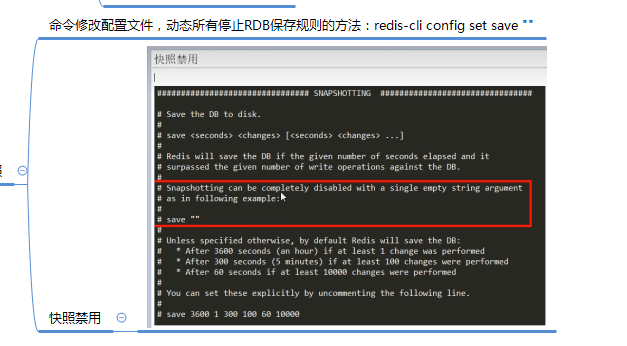 命令修改配置文件，动态所有停止RDB保存规则的方法：redis-cli config set save ""
快照禁用
################################ SNAPSHOTTING  ################################
# Save the DB to disk.
#
# save <seconds> <changes> [<seconds> <changes> ...]
#
# Redis will save the DB if the given number of seconds elapsed and it
# surpassed the given number of write operations against the DB.
#
# Snapshotting can be completely disabled with a single empty string argument
# as in following example:
#
# save ""
#
# Unless specified otherwise, by default Redis will save the DB:
#   * After 3600 seconds (an hour) if at least 1 change was performed
#   * After 300 seconds (5 minutes) if at least 100 changes were performed
#   * After 60 seconds if at least 10000 changes were performed
#
# You can set these explicitly by uncommenting the following line.
#
# save 3600 1 300 100 60 10000
快照禁用